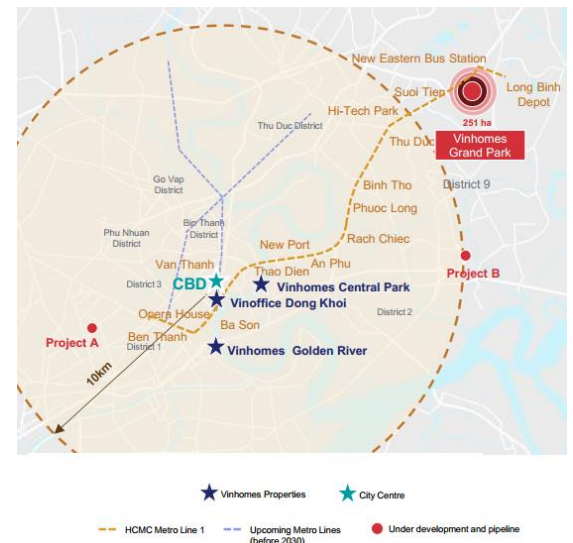 New Eastern Bus Station
Suoi Tiep
Long Binh
Depot
Hi-Tech Park
251 ha
Thu Duc District
Thu Duc
Vinhomes
Grand Park
Go Vap
District
Binh Tho
District 9
Phuoc Long
Phu Nhuan
District
Bin Thanh
District
New Port
Rach Chiec
Van Thanh
An Phu
Thao Dien
Project B
District 3
CBD
Vinhomes Central Park
Vinoffice Dong Khoi
Opera House
District 2
Project A
Ba Son
Ben Thanh
District 1
Vinhomes Golden River
10km
Vinhomes Properties
City Centre
HCMC Metro Line 1
Upcoming Metro Lines
(before 2030)
Under development and pipeline